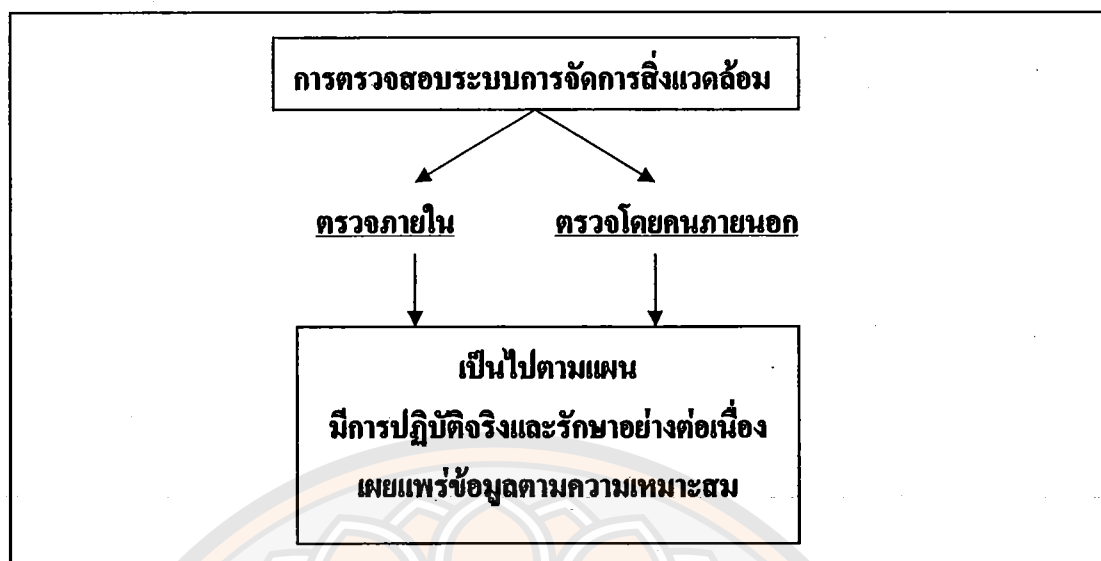 การตรวจสอบระบบการจัดการสิ่งแวดล้อม
ตรวจภายใน ตรวจโดยคนภายนอก
เป็นไปตามแผน
มีการปฏิบัติจริงและรักษาอย่างต่อเนื่อง
เผยแพร่ข้อมูลตามความเหมาะสม